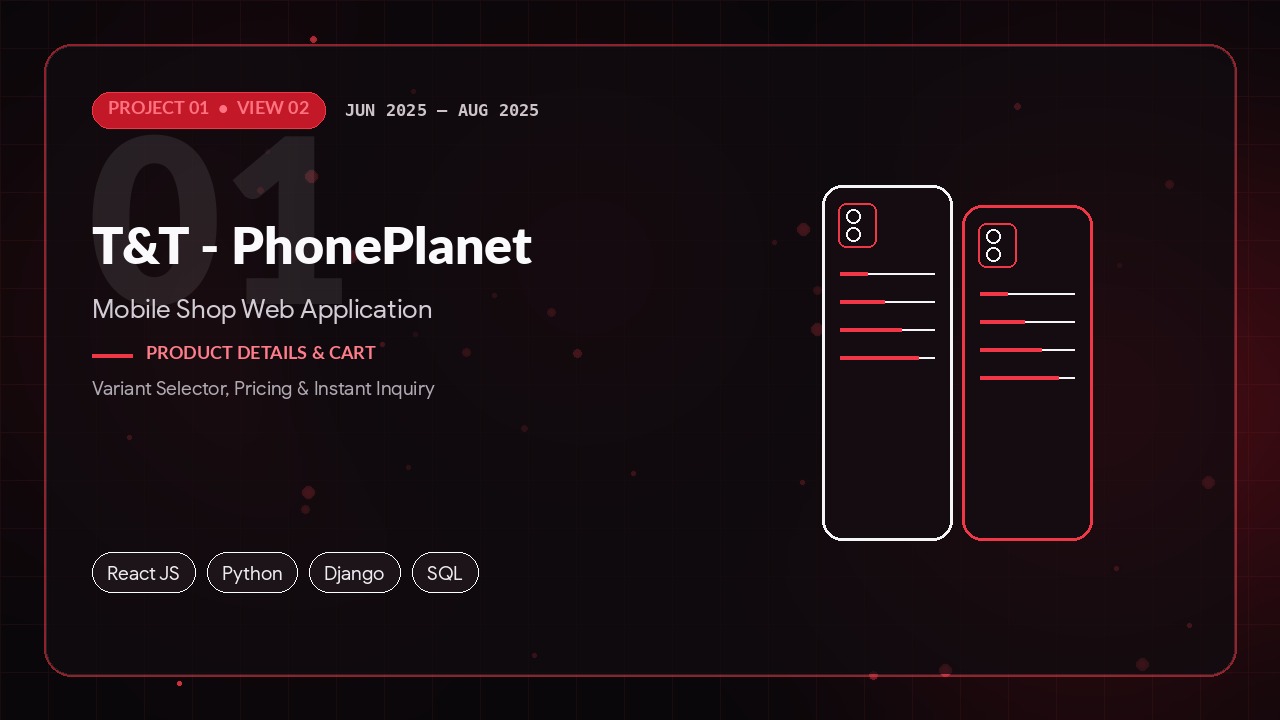 PROJECT 01 ● VIEW 02
JUN 2025 — AUG 2025
01
T&T - PhonePlanet
Mobile Shop Web Application
PRODUCT DETAILS & CART
Variant Selector, Pricing & Instant Inquiry
React JS
Python
Django
SQL